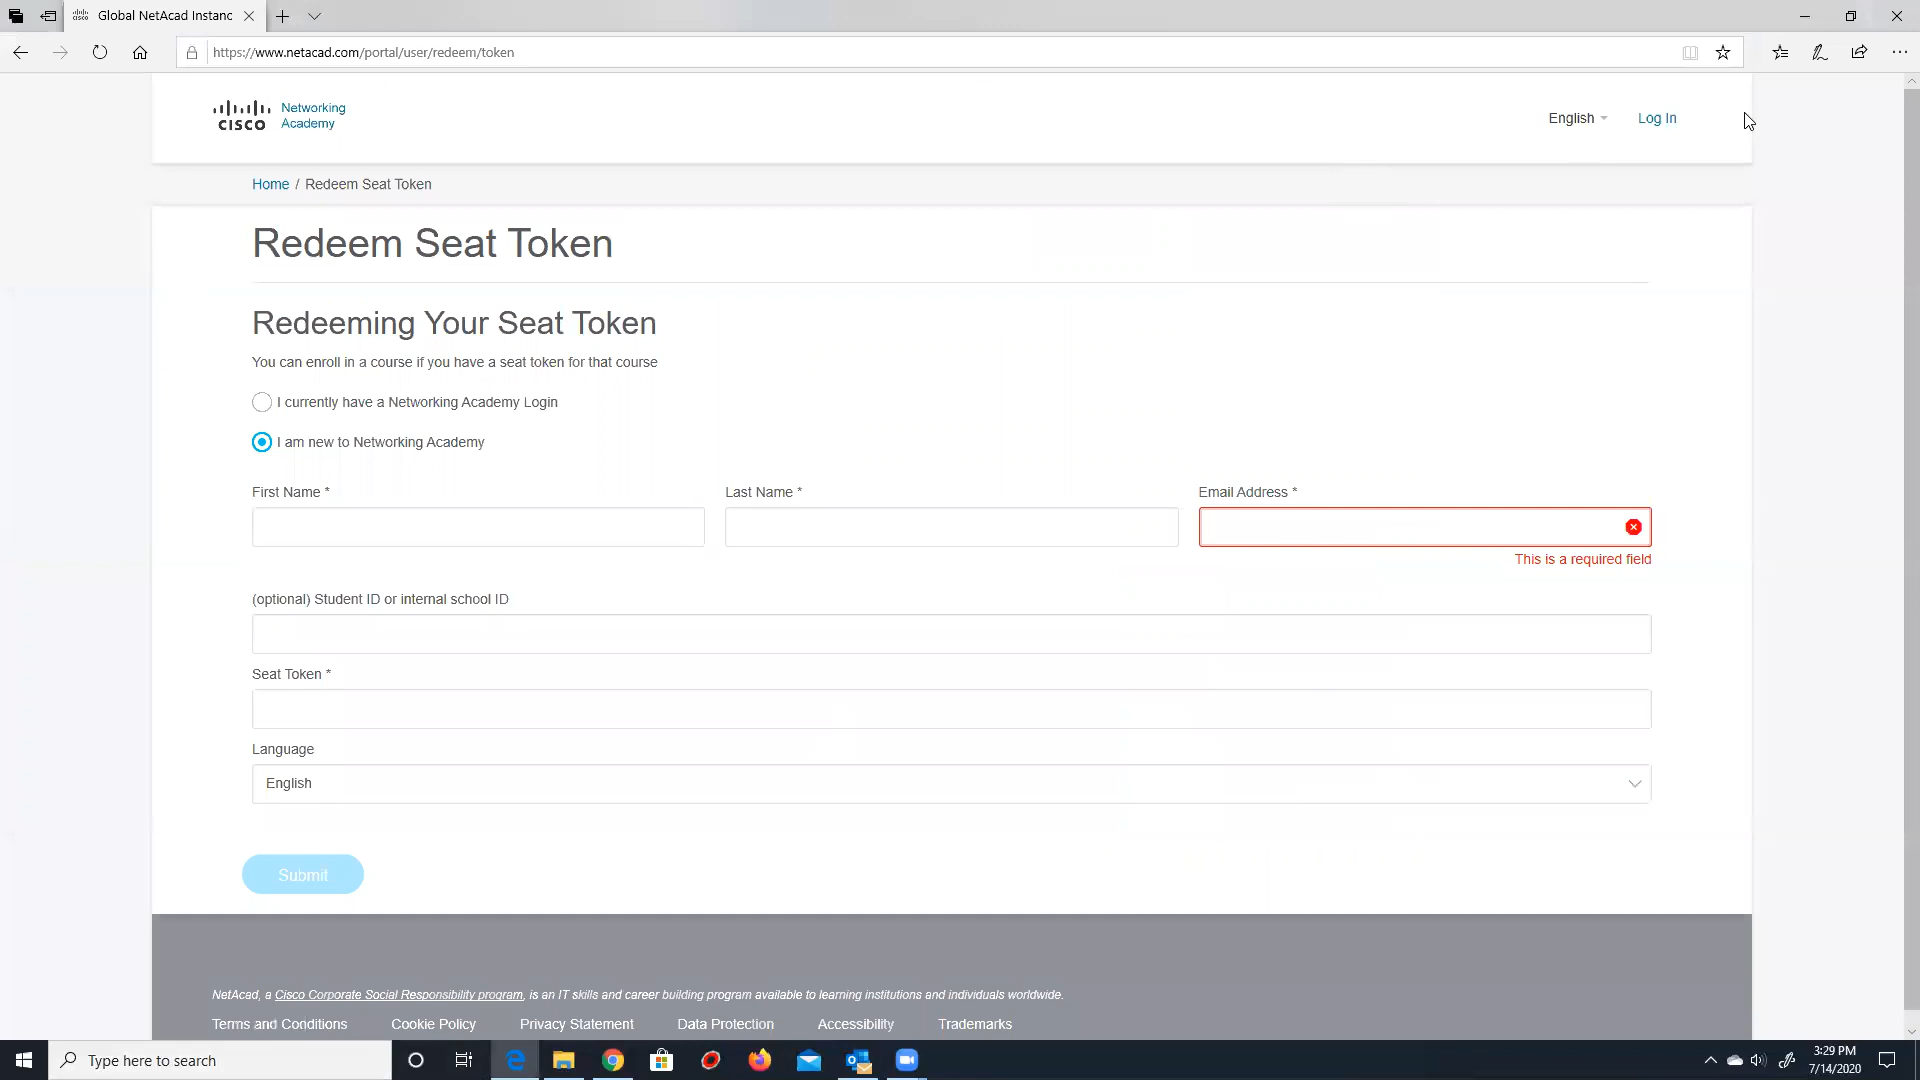 Global NetAcad Instanc
https://www.netacad.com/portal/user/redeem/token
CISCO
Networking
Academy
English
Log In
Home / Redeem Seat Token
Redeem Seat Token
Redeeming Your Seat Token
You can enroll in a course if you have a seat token for that course
I currently have a Networking Academy Login
I am new to Networking Academy
First Name * Last Name * Email Address *
This is a required field
(optional) Student ID or internal school ID
Seat Token *
Language
English
Submit
NetAcad, a Cisco Corporate Social Responsibility program, is an IT skills and career building program available to learning institutions and individuals worldwide.
Terms and Conditions Cookie Policy Privacy Statement Data Protection Accessibility Trademarks
Type here to search
3:29 PM
7/14/2020